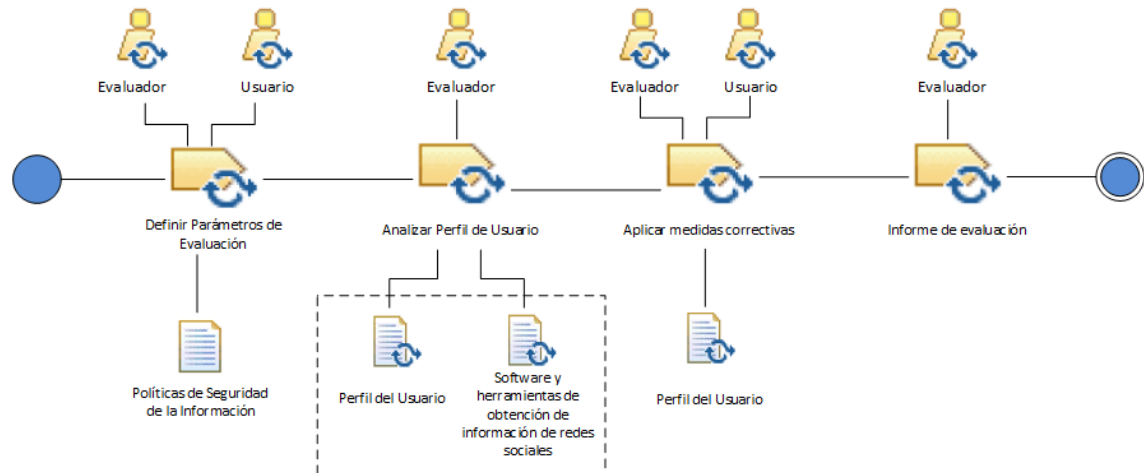 Evaluador
Usuario
Evaluador
Evaluador
Usuario
Evaluador
Definir Parámetros de
Evaluación
Analizar Perfil de Usuario
Aplicar medidas correctivas
Informe de evaluación
Políticas de Seguridad
de la Información
Perfil del Usuario
Software y
herramientas de
obtención de
información de redes
sociales
Perfil del Usuario